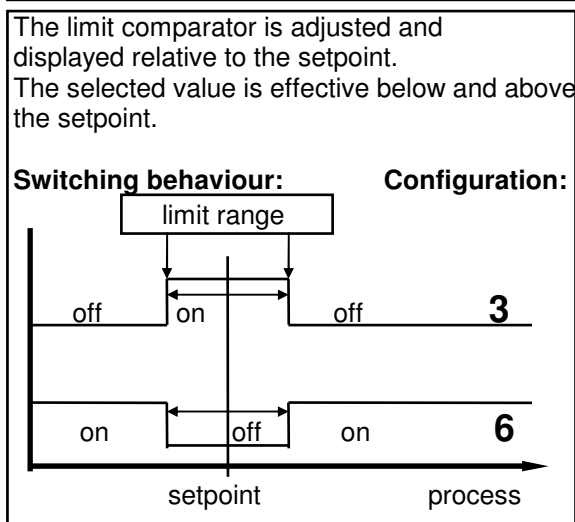 The limit comparator is adjusted and
displayed relative to the setpoint.
The selected value is effective below and above
the setpoint.
Switching behaviour: Configuration:
limit range
off on off 3
on off on 6
setpoint process